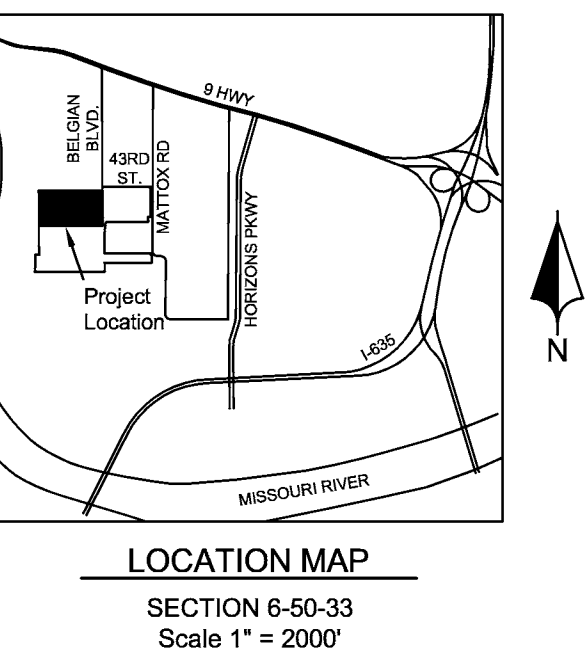 9 HWY
BELGIAN
BLVD.
43RD
ST.
MATTOX RD
HORIZONS PKWY
Project
Location
I-635
MISSOURI RIVER
N
LOCATION MAP
SECTION 6-50-33
Scale 1" = 2000'